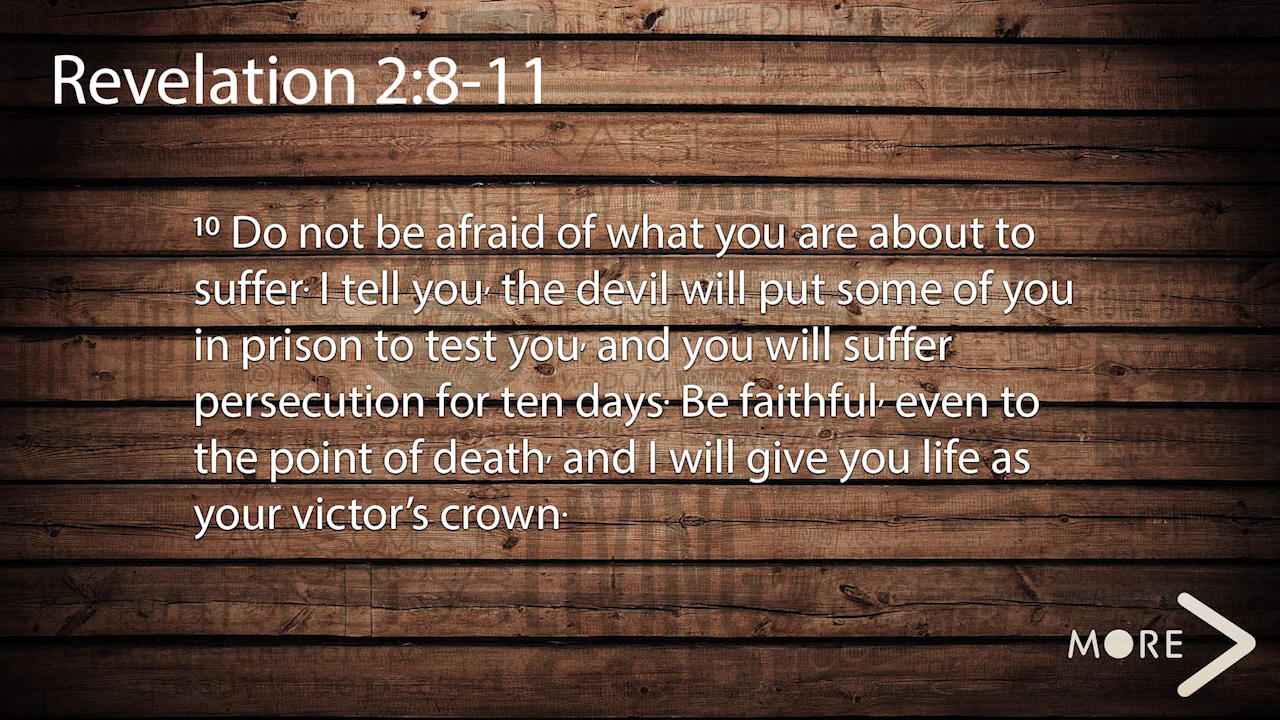 Revelation 2:8-11
PRAISE HIM
¹⁰ Do not be afraid of what you are about to
suffer. I tell you, the devil will put some of you
in prison to test you, and you will suffer
persecution for ten days. Be faithful, even to
the point of death, and I will give you life as
your victor’s crown.
MORE